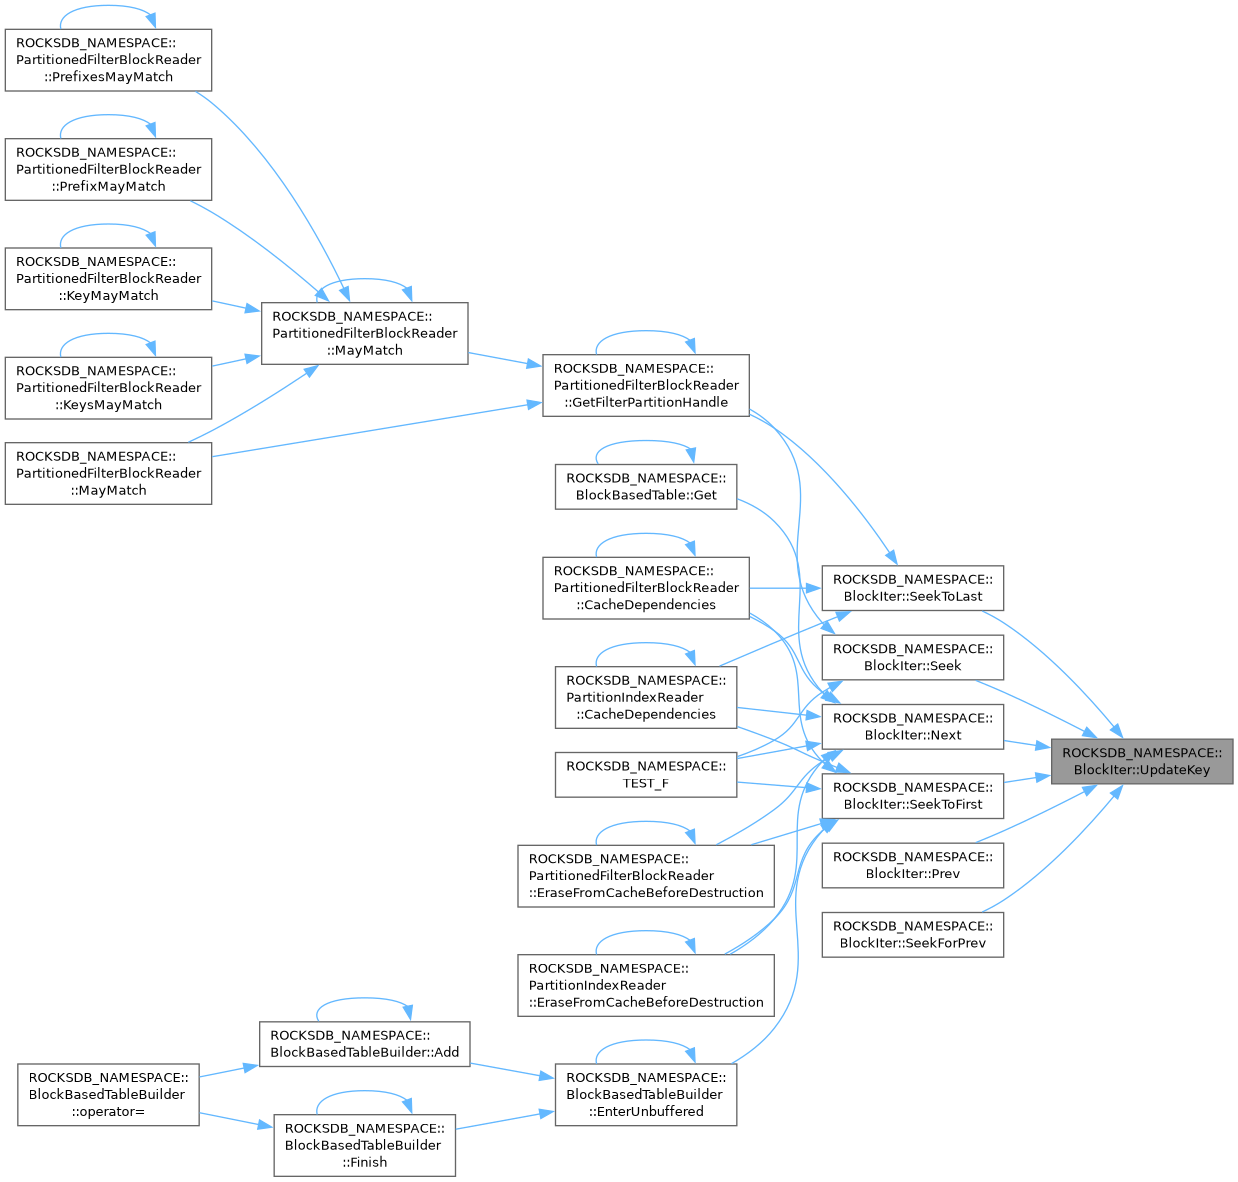 ROCKSDB_NAMESPACE::
PartitionedFilterBlockReader
::PrefixesMayMatch
ROCKSDB_NAMESPACE::
PartitionedFilterBlockReader
::PrefixMayMatch
ROCKSDB_NAMESPACE::
PartitionedFilterBlockReader
::KeyMayMatch
ROCKSDB_NAMESPACE::
PartitionedFilterBlockReader
::KeysMayMatch
ROCKSDB_NAMESPACE::
PartitionedFilterBlockReader
::MayMatch
ROCKSDB_NAMESPACE::
PartitionedFilterBlockReader
::MayMatch
ROCKSDB_NAMESPACE::
PartitionedFilterBlockReader
::GetFilterPartitionHandle
ROCKSDB_NAMESPACE::
BlockBasedTable::Get
ROCKSDB_NAMESPACE::
PartitionedFilterBlockReader
::CacheDependencies
ROCKSDB_NAMESPACE::
PartitionIndexReader
::CacheDependencies
ROCKSDB_NAMESPACE::
TEST_F
ROCKSDB_NAMESPACE::
PartitionedFilterBlockReader
::EraseFromCacheBeforeDestruction
ROCKSDB_NAMESPACE::
PartitionIndexReader
::EraseFromCacheBeforeDestruction
ROCKSDB_NAMESPACE::
BlockBasedTableBuilder
::EnterUnbuffered
ROCKSDB_NAMESPACE::
BlockBasedTableBuilder::Add
ROCKSDB_NAMESPACE::
BlockBasedTableBuilder
::Finish
ROCKSDB_NAMESPACE::
BlockBasedTableBuilder
::operator=
ROCKSDB_NAMESPACE::
BlockIter::SeekToLast
ROCKSDB_NAMESPACE::
BlockIter::Seek
ROCKSDB_NAMESPACE::
BlockIter::Next
ROCKSDB_NAMESPACE::
BlockIter::SeekToFirst
ROCKSDB_NAMESPACE::
BlockIter::Prev
ROCKSDB_NAMESPACE::
BlockIter::SeekForPrev
ROCKSDB_NAMESPACE::
BlockIter::UpdateKey